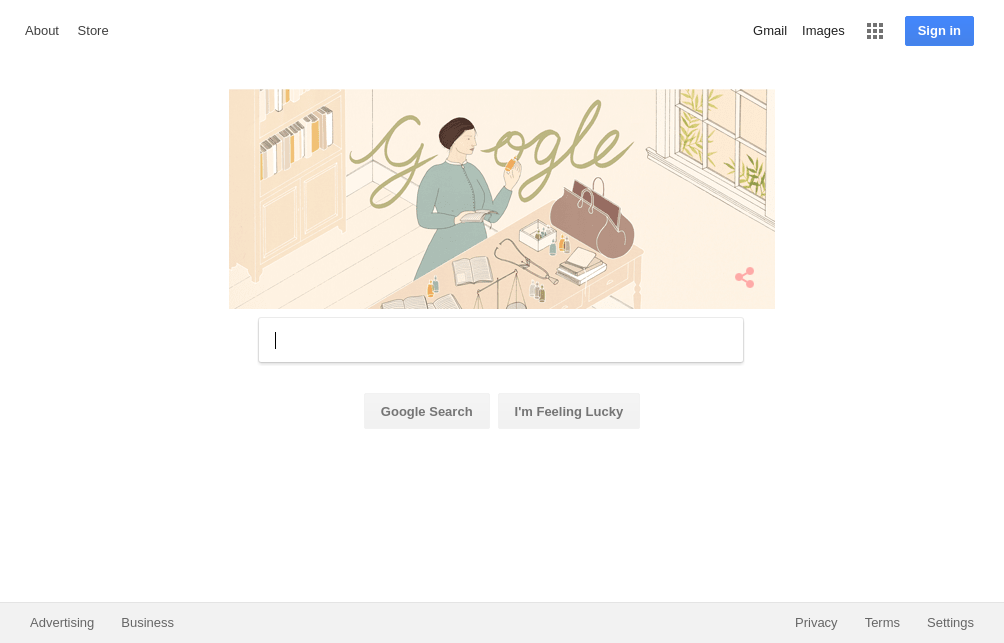 About Store Gmail Images Sign in
Google
Google Search I'm Feeling Lucky
Advertising Business Privacy Terms Settings